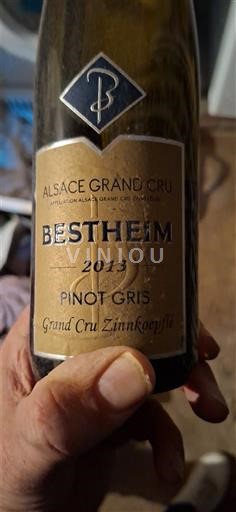 B
ALSACE GRAND CRU
APPELLATION ALSACE GRAND CRU CONTRÔLÉE
BESTHEIM
2013
VINIOU
PINOT GRIS
Grand Cru Zinnkoepflé